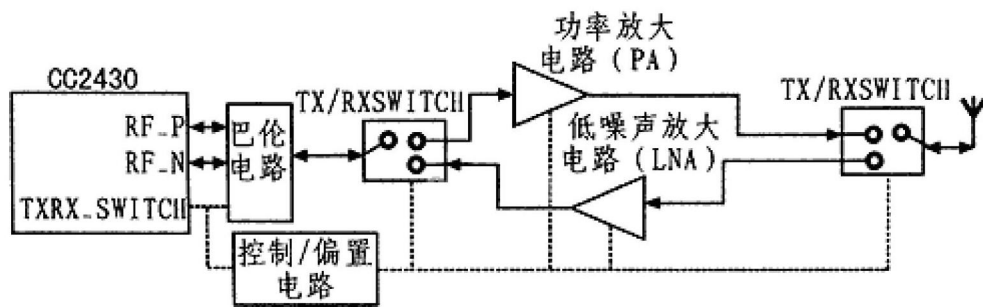 功率放大
电路(PA)
CC2430
TX/RXSWITCH
TX/RXSWITCH
RF_P
RF_N
巴伦
电路
低噪声放大
电路(LNA)
TXRX_SWITCH
控制/偏置
电路